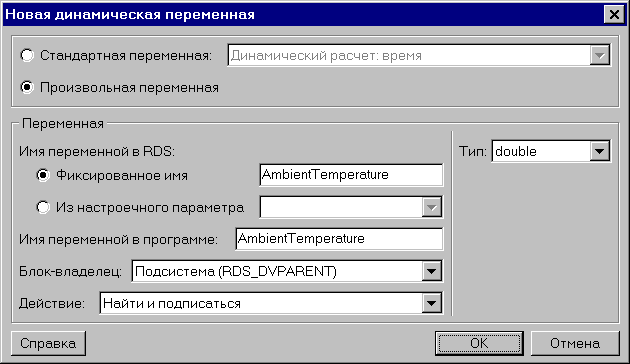 Новая динамическая переменная
Стандартная переменная: Динамический расчет: время
Произвольная переменная
Переменная
Имя переменной в RDS:
Тип: double
Фиксированное имя AmbientTemperature
Из настроечного параметра
Имя переменной в программе: AmbientTemperature
Блок-владелец: Подсистема (RDS_DVPARENT)
Действие: Найти и подписаться
Справка OK Отмена